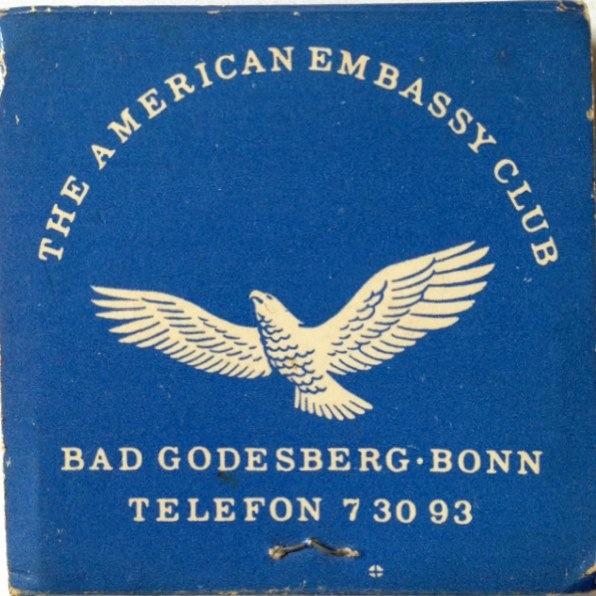 THE AMERICAN EMBASSY CLUB
BAD GODESBERG·BONN
TELEFON 7 30 93